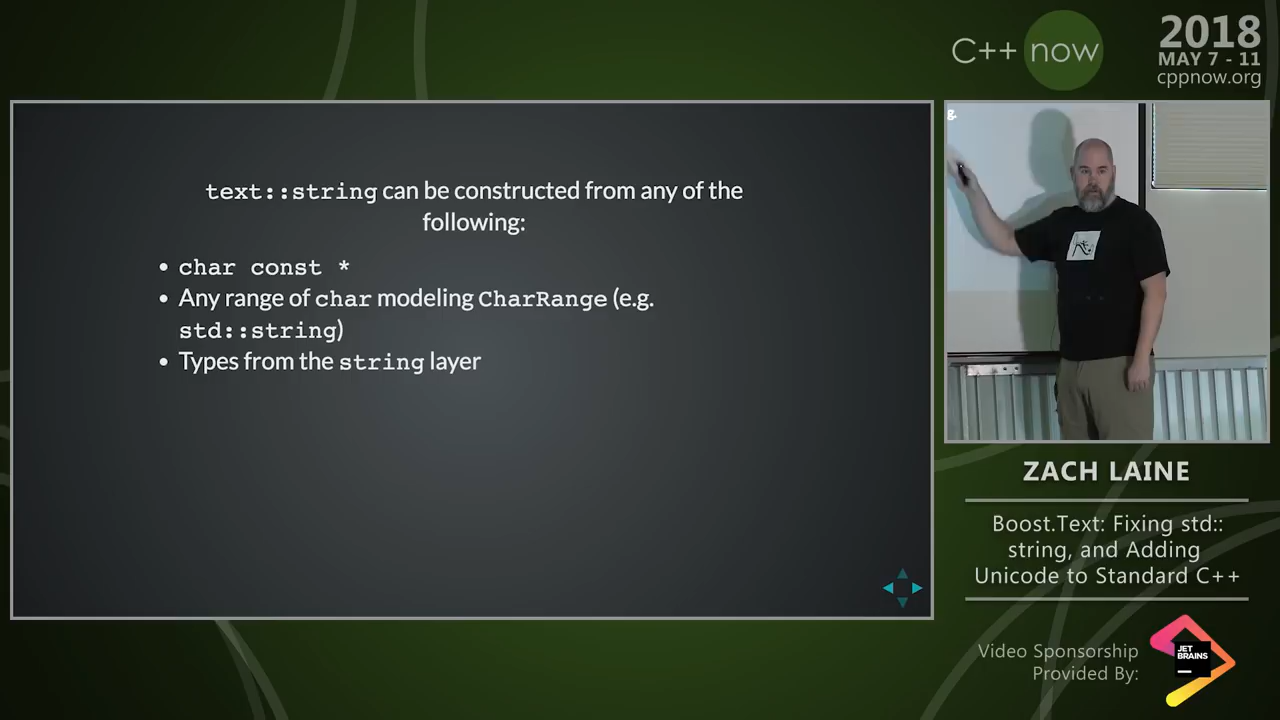 C++ now
2018
MAY 7 - 11
cppnow.org
text::string can be constructed from any of the
following:
• char const *
• Any range of char modeling CharRange (e.g.
std::string)
• Types from the string layer
g.
ZACH LAINE
Boost.Text: Fixing std::
string, and Adding
Unicode to Standard C++
Video Sponsorship
Provided By:
JET
BRAINS